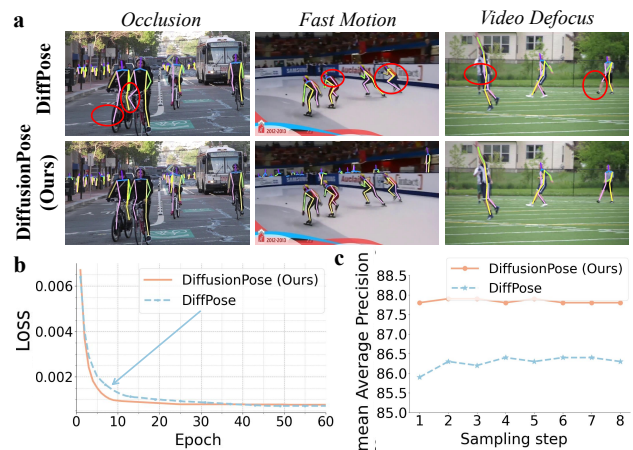 a
Occlusion
Fast Motion
Video Defocus
DiffPose
DiffusionPose
(Ours)
SAMSUNG
2012-2013
b
0.006
0.004
0.002
Loss
0
10
20
30
40
50
60
Epoch
DiffusionPose (Ours)
DiffPose
c
88.5
88.0
87.5
87.0
86.5
86.0
85.5
85.0
mean Average Precision
1
2
3
4
5
6
7
8
Sampling step
DiffusionPose (Ours)
DiffPose